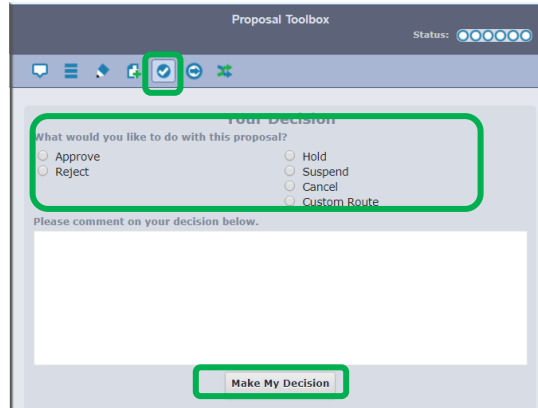 Proposal Toolbox
Status:
Your Decision
What would you like to do with this proposal?
Approve
Hold
Reject
Suspend
Cancel
Custom Route
Please comment on your decision below.
Make My Decision